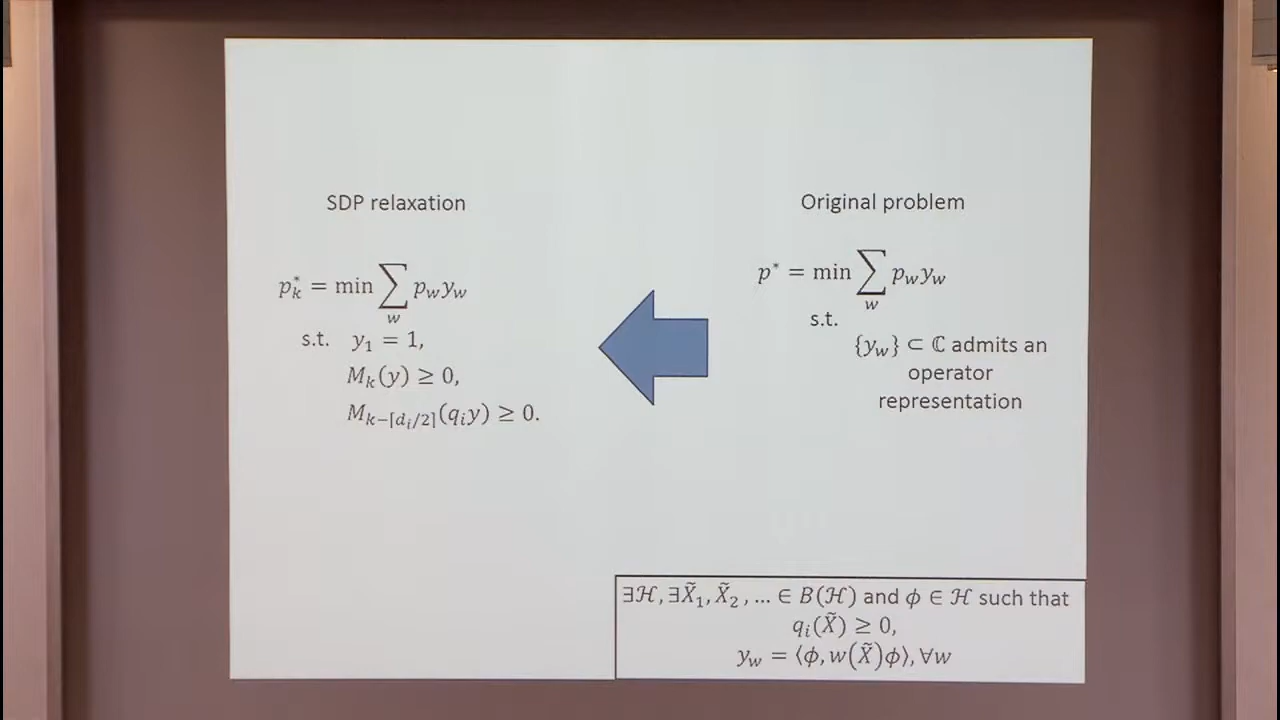 SDP relaxation
p*_k = min ∑_w p_w y_w
s.t. y_1 = 1,
M_k(y) ≥ 0,
M_{k−⌈d_i/2⌉}(q_i y) ≥ 0.
Original problem
p* = min ∑_w p_w y_w
s.t.
{y_w} ⊂ ℂ admits an
operator
representation
∃ℋ, ∃X̃_1, X̃_2, … ∈ B(ℋ) and ϕ ∈ ℋ such that
q_i(X̃) ≥ 0,
y_w = ⟨ϕ, w(X̃)ϕ⟩, ∀w